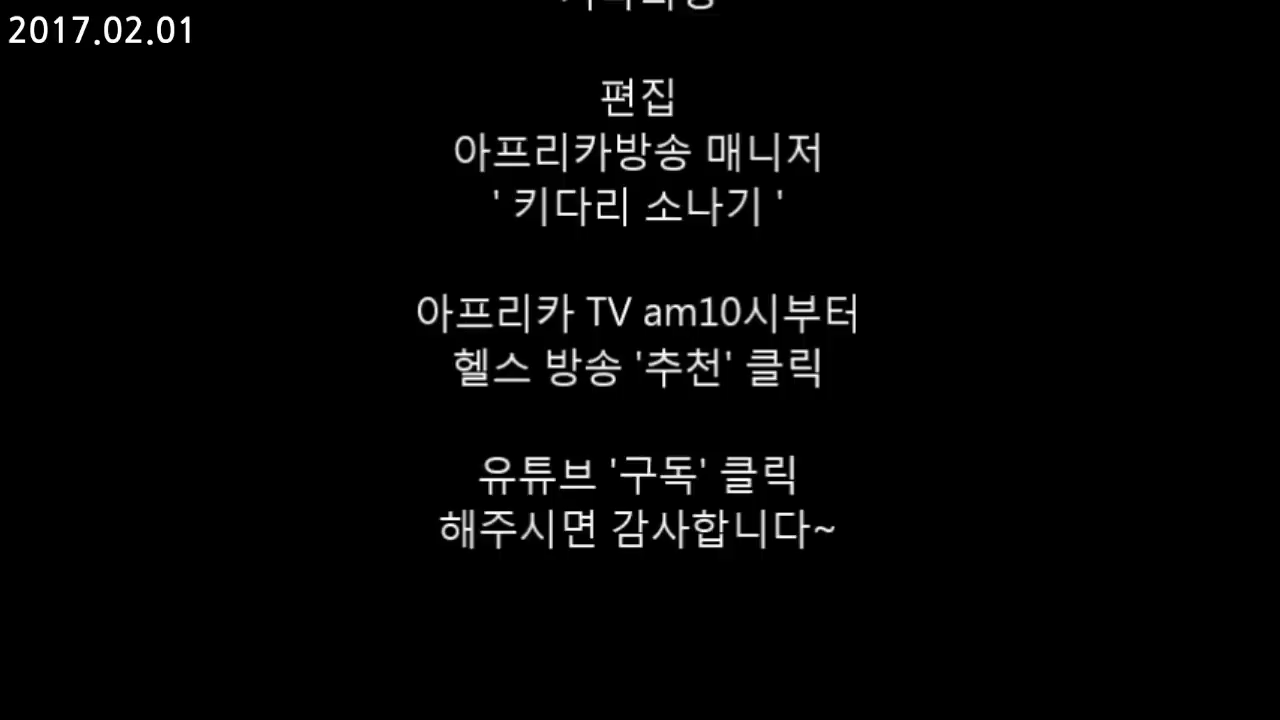 2017.02.01
편집
아프리카방송 매니저
' 키다리 소나기 '
아프리카 TV am10시부터
헬스 방송 '추천' 클릭
유튜브 '구독' 클릭
해주시면 감사합니다~